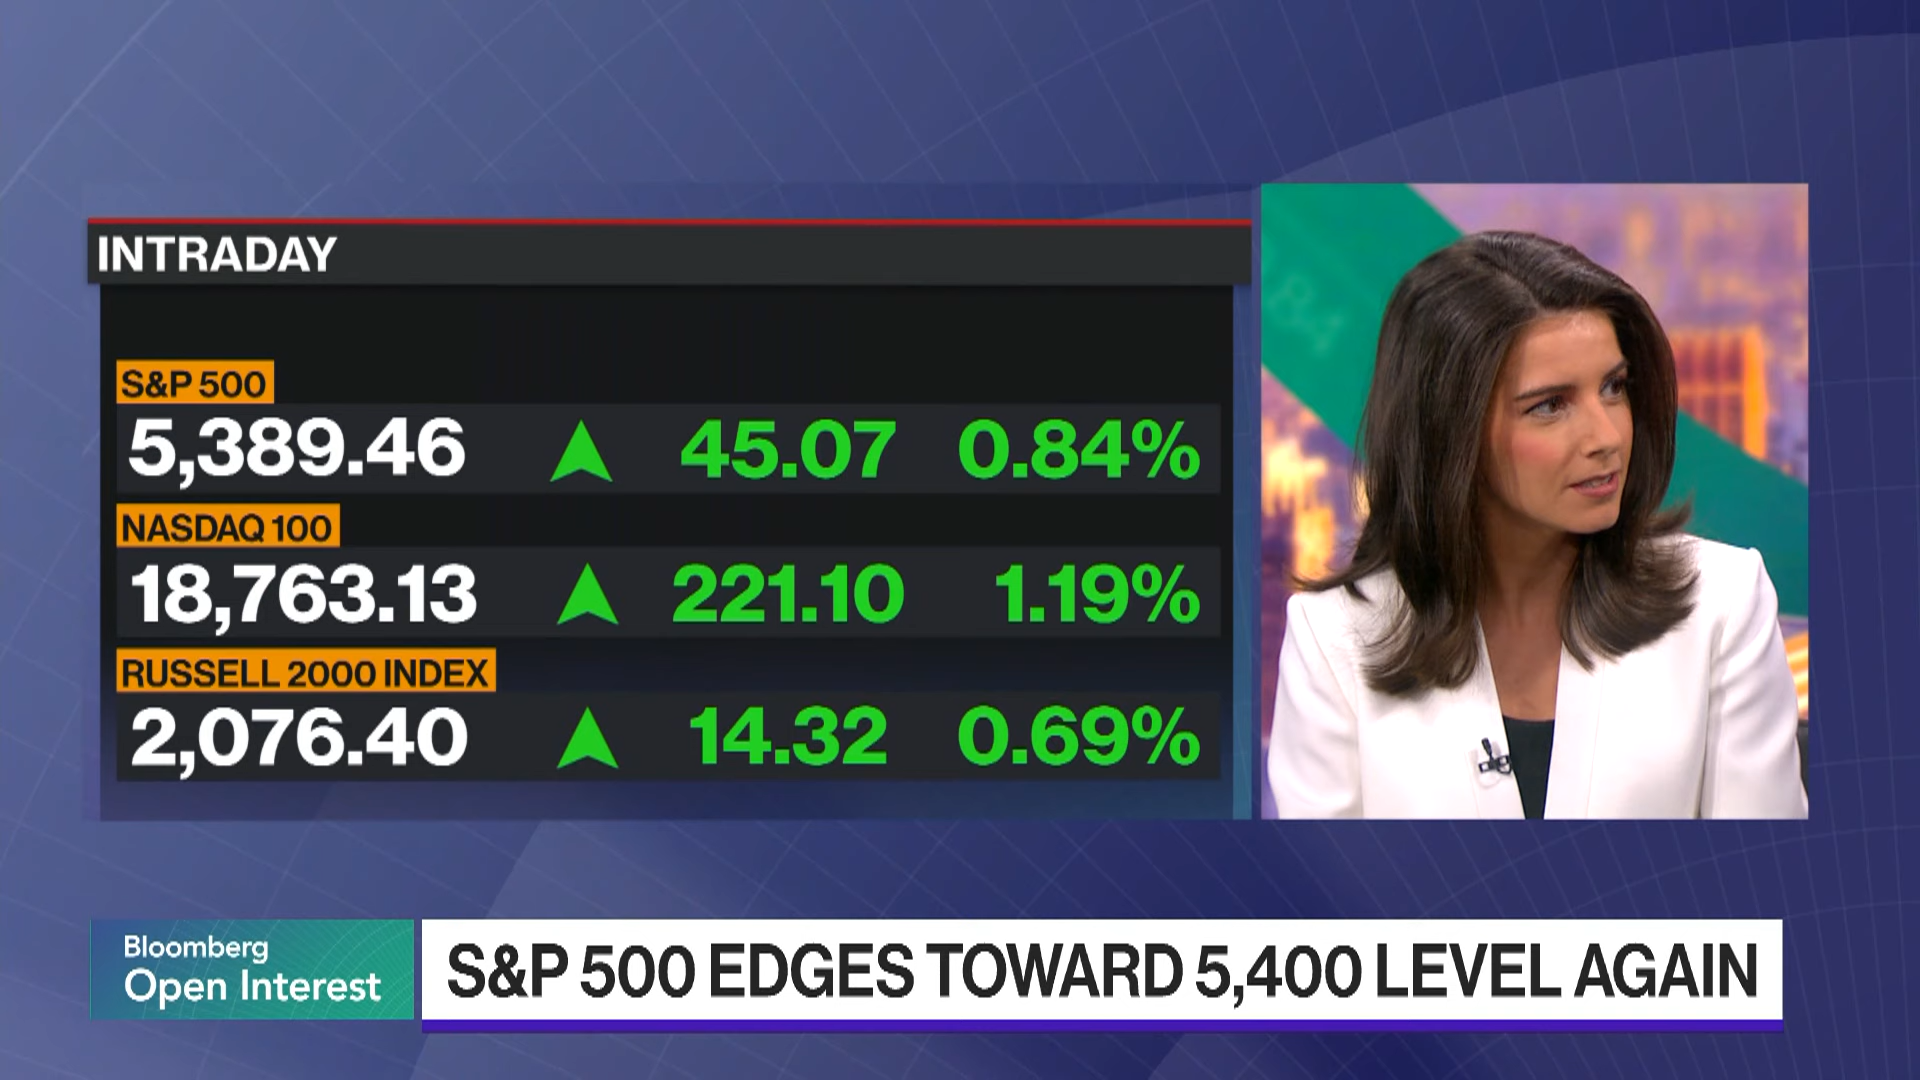 INTRADAY
S&P 500
5,389.46 ▲ 45.07 0.84%
NASDAQ 100
18,763.13 ▲ 221.10 1.19%
RUSSELL 2000 INDEX
2,076.40 ▲ 14.32 0.69%
84
Bloomberg
Open Interest
S&P 500 EDGES TOWARD 5,400 LEVEL AGAIN